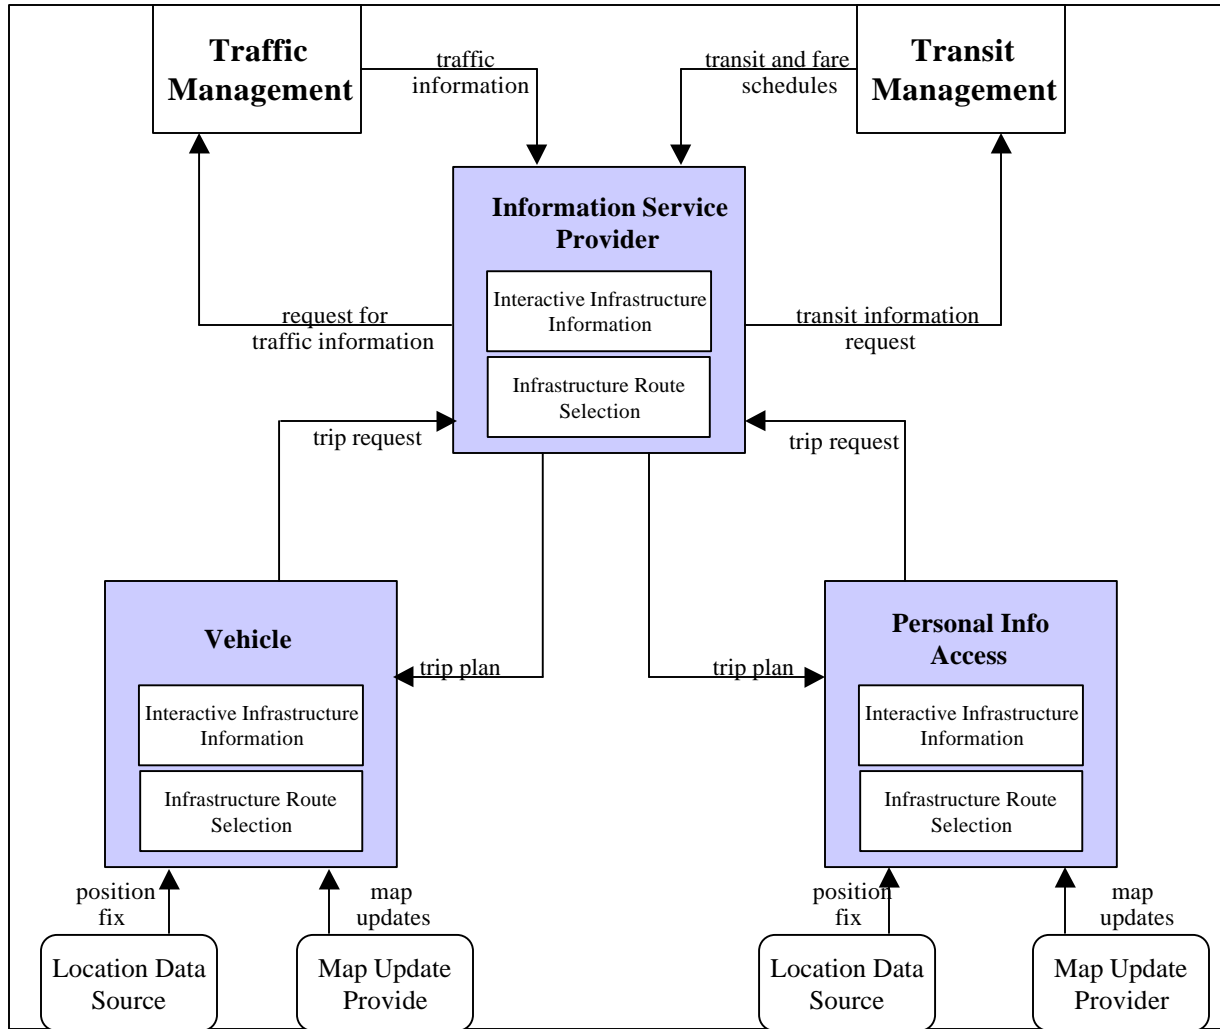 Traffic
Management
traffic
information
transit and fare
schedules
Transit
Management
Information Service
Provider
Interactive Infrastructure
Information
Infrastructure Route
Selection
request for
traffic information
transit information
request
trip request
trip request
Vehicle
Interactive Infrastructure
Information
Infrastructure Route
Selection
trip plan
trip plan
Personal Info
Access
Interactive Infrastructure
Information
Infrastructure Route
Selection
position
fix
map
updates
position
fix
map
updates
Location Data
Source
Map Update
Provide
Location Data
Source
Map Update
Provider